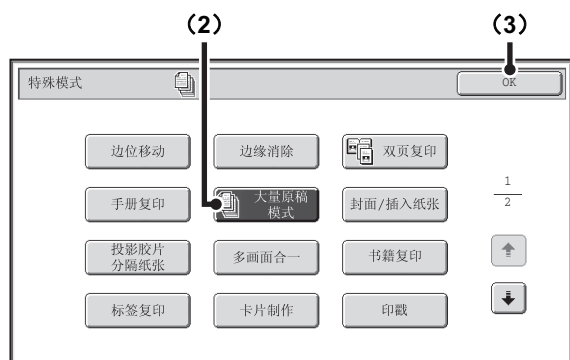 (2)
(3)
特殊模式
OK
边位移动
边缘消除
双页复印
手册复印
大量原稿
模式
封面/插入纸张
1
2
投影胶片
分隔纸张
多画面合一
书籍复印
标签复印
卡片制作
印戳